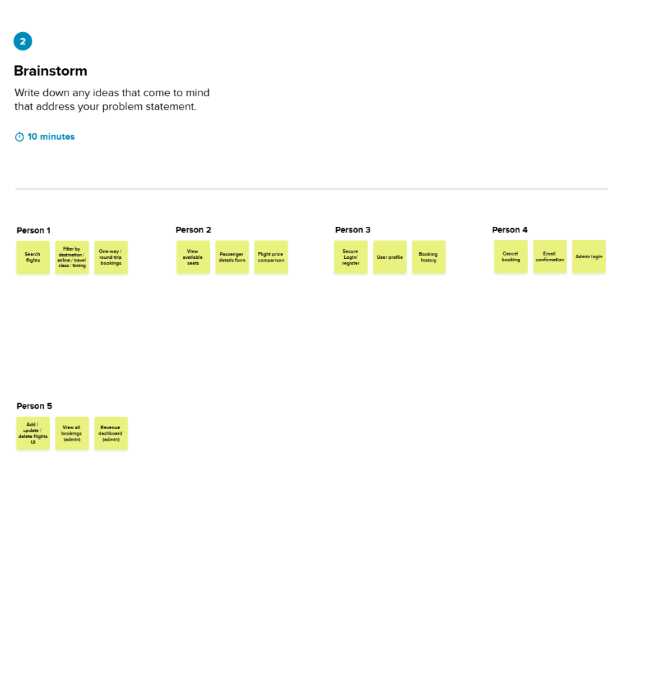 2
Brainstorm
Write down any ideas that come to mind
that address your problem statement.
10 minutes
Person 1
Search
flights
Filter by
destination /
airline / travel
class / timing
One-way /
round-trip
bookings
Person 2
View
available
seats
Passenger
details form
Flight price
comparison
Person 3
Secure
Login/
register
User profile
Booking
history
Person 4
Cancel
booking
Email
confirmation
Admin login
Person 5
Add /
update /
delete flights
UI
View all
bookings
(admin)
Revenue
dashboard
(admin)